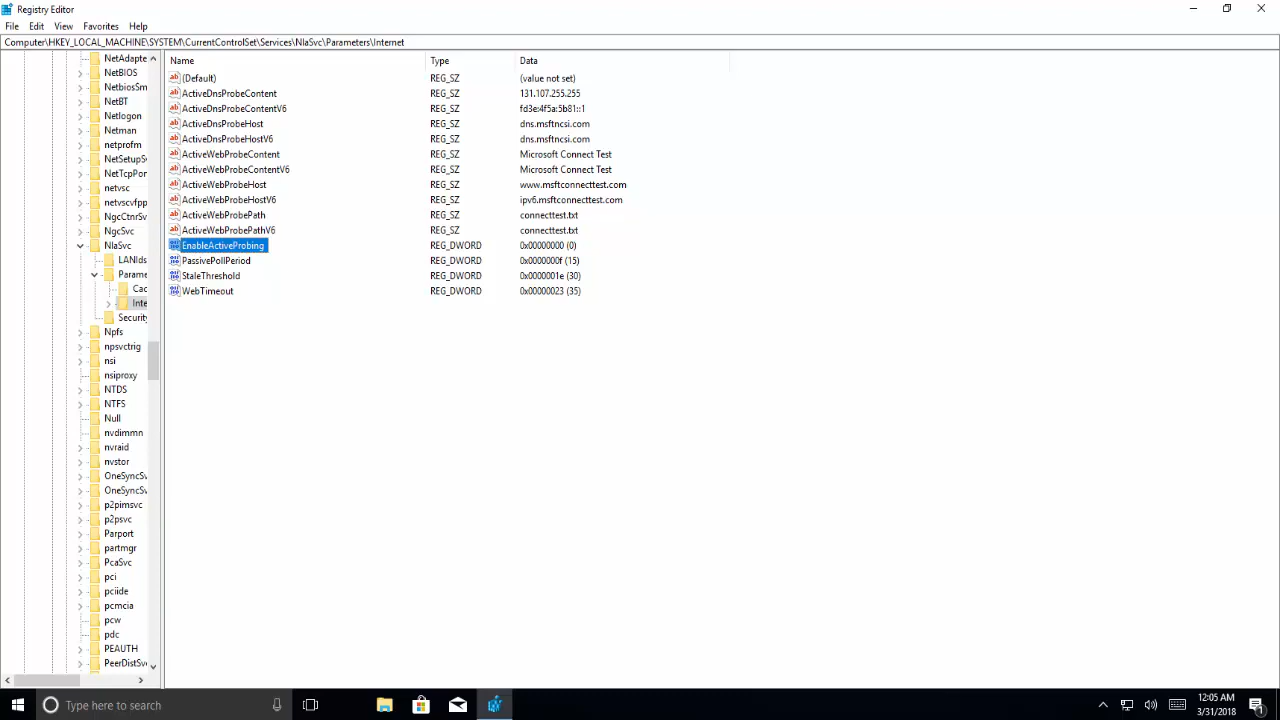 Registry Editor
File Edit View Favorites Help
Computer\HKEY_LOCAL_MACHINE\SYSTEM\CurrentControlSet\Services\NlaSvc\Parameters\Internet
NetAdapte
NetBIOS
NetbiosSm
NetBT
Netlogon
Netman
netprofm
NetSetupSv
NetTcpPor
netvsc
netvscvfpp
NgcCtnrSv
NgcSvc
NlaSvc
LANIds
Parame
Cac
Inte
Security
Npfs
npsvctrig
nsi
nsiproxy
NTDS
NTFS
Null
nvdimmn
nvraid
nvstor
OneSyncSv
OneSyncSv
p2pimsvc
p2psvc
Parport
partmgr
PcaSvc
pci
pciide
pcmcia
pcw
pdc
PEAUTH
PeerDistSv
Name Type Data
(Default) REG_SZ (value not set)
ActiveDnsProbeContent REG_SZ 131.107.255.255
ActiveDnsProbeContentV6 REG_SZ fd3e:4f5a:5b81::1
ActiveDnsProbeHost REG_SZ dns.msftncsi.com
ActiveDnsProbeHostV6 REG_SZ dns.msftncsi.com
ActiveWebProbeContent REG_SZ Microsoft Connect Test
ActiveWebProbeContentV6 REG_SZ Microsoft Connect Test
ActiveWebProbeHost REG_SZ www.msftconnecttest.com
ActiveWebProbeHostV6 REG_SZ ipv6.msftconnecttest.com
ActiveWebProbePath REG_SZ connecttest.txt
ActiveWebProbePathV6 REG_SZ connecttest.txt
EnableActiveProbing REG_DWORD 0x00000000 (0)
PassivePollPeriod REG_DWORD 0x0000000f (15)
StaleThreshold REG_DWORD 0x0000001e (30)
WebTimeout REG_DWORD 0x00000023 (35)
Type here to search
12:05 AM
3/31/2018
1